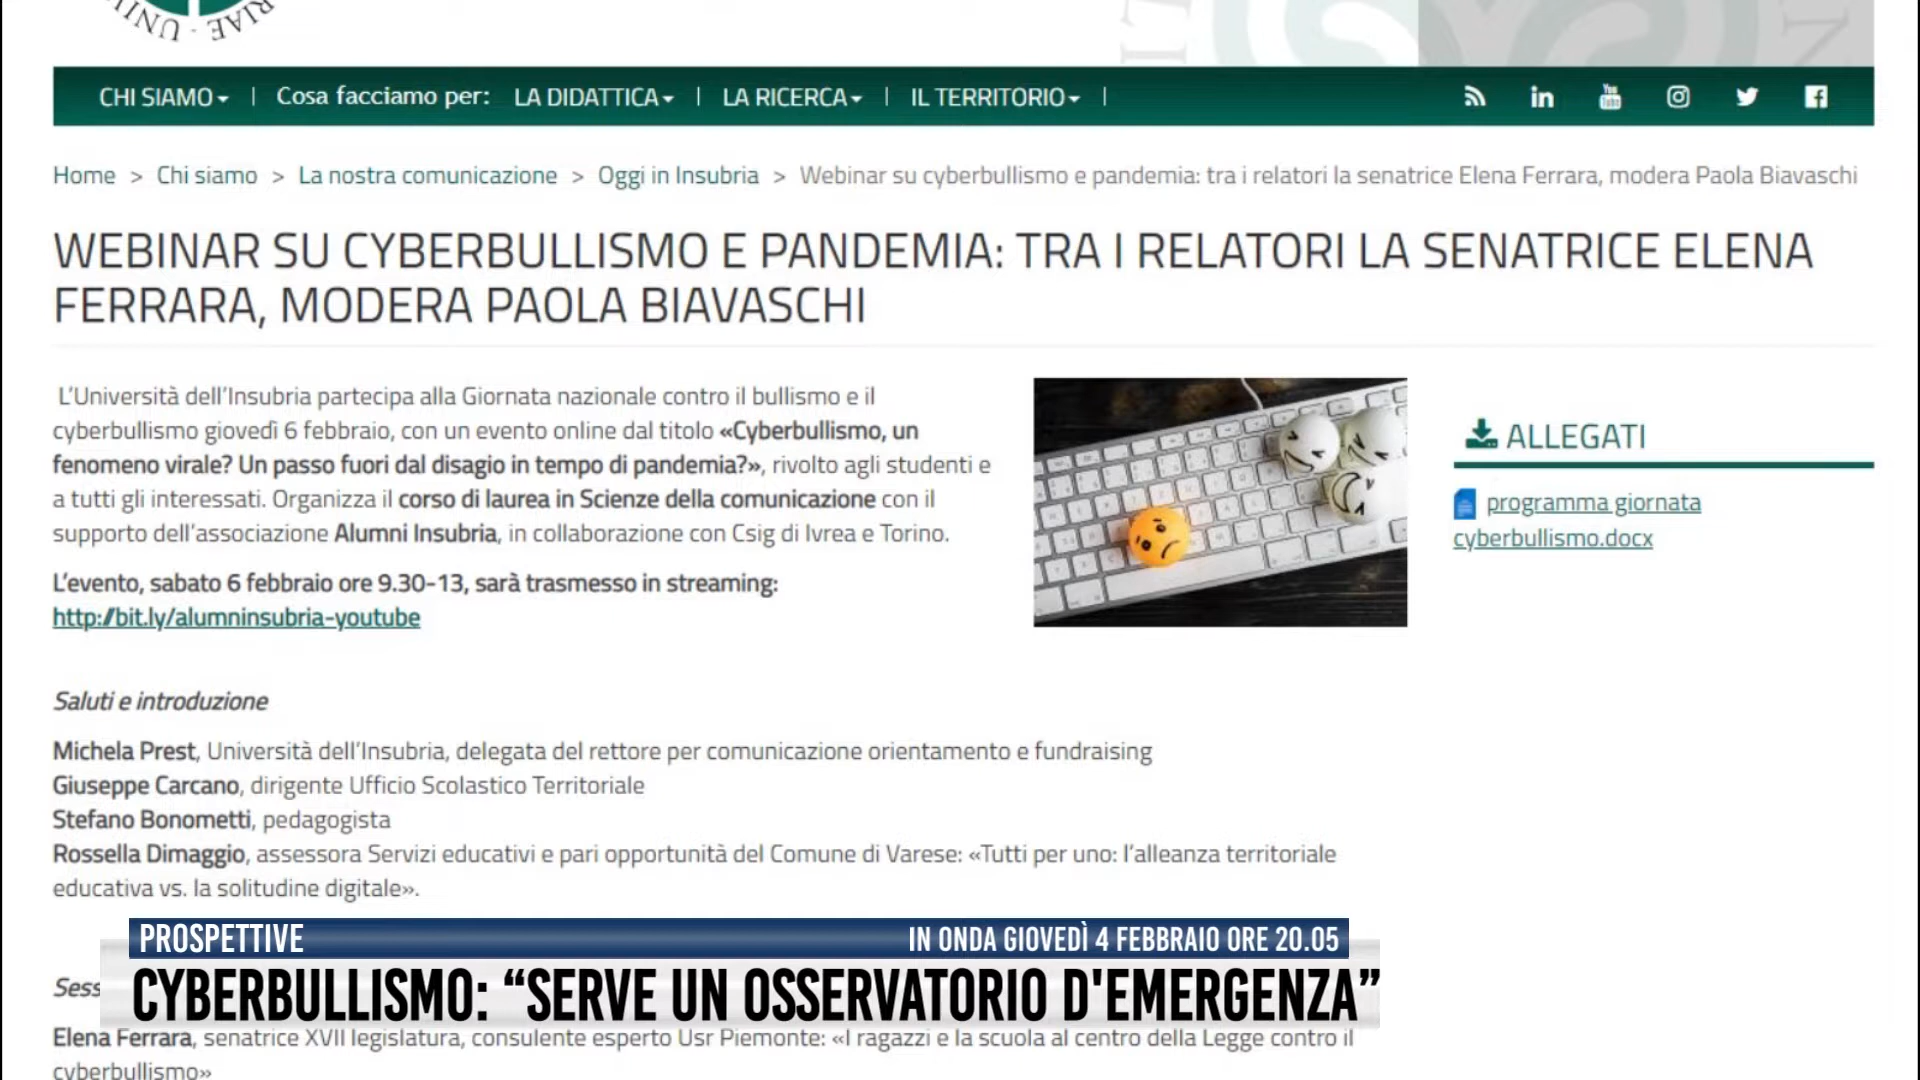 UNIV RIAE
CHI SIAMO | Cosa facciamo per: LA DIDATTICA | LA RICERCA | IL TERRITORIO |
Home > Chi siamo > La nostra comunicazione > Oggi in Insubria > Webinar su cyberbullismo e pandemia: tra i relatori la senatrice Elena Ferrara, modera Paola Biavaschi
WEBINAR SU CYBERBULLISMO E PANDEMIA: TRA I RELATORI LA SENATRICE ELENA
FERRARA, MODERA PAOLA BIAVASCHI
L’Università dell’Insubria partecipa alla Giornata nazionale contro il bullismo e il
cyberbullismo giovedì 6 febbraio, con un evento online dal titolo «Cyberbullismo, un
fenomeno virale? Un passo fuori dal disagio in tempo di pandemia?», rivolto agli studenti e
a tutti gli interessati. Organizza il corso di laurea in Scienze della comunicazione con il
supporto dell’associazione Alumni Insubria, in collaborazione con Csig di Ivrea e Torino.
L’evento, sabato 6 febbraio ore 9.30-13, sarà trasmesso in streaming:
http://bit.ly/alumninsubria-youtube
ALLEGATI
programma giornata
cyberbullismo.docx
Saluti e introduzione
Michela Prest, Università dell’Insubria, delegata del rettore per comunicazione orientamento e fundraising
Giuseppe Carcano, dirigente Ufficio Scolastico Territoriale
Stefano Bonometti, pedagogista
Rossella Dimaggio, assessora Servizi educativi e pari opportunità del Comune di Varese: «Tutti per uno: l’alleanza territoriale
educativa vs. la solitudine digitale».
PROSPETTIVE IN ONDA GIOVEDÌ 4 FEBBRAIO ORE 20.05
Sess
CYBERBULLISMO: “SERVE UN OSSERVATORIO D'EMERGENZA”
Elena Ferrara, senatrice XVII legislatura, consulente esperto Usr Piemonte: «I ragazzi e la scuola al centro della Legge contro il
cyberbullismo»